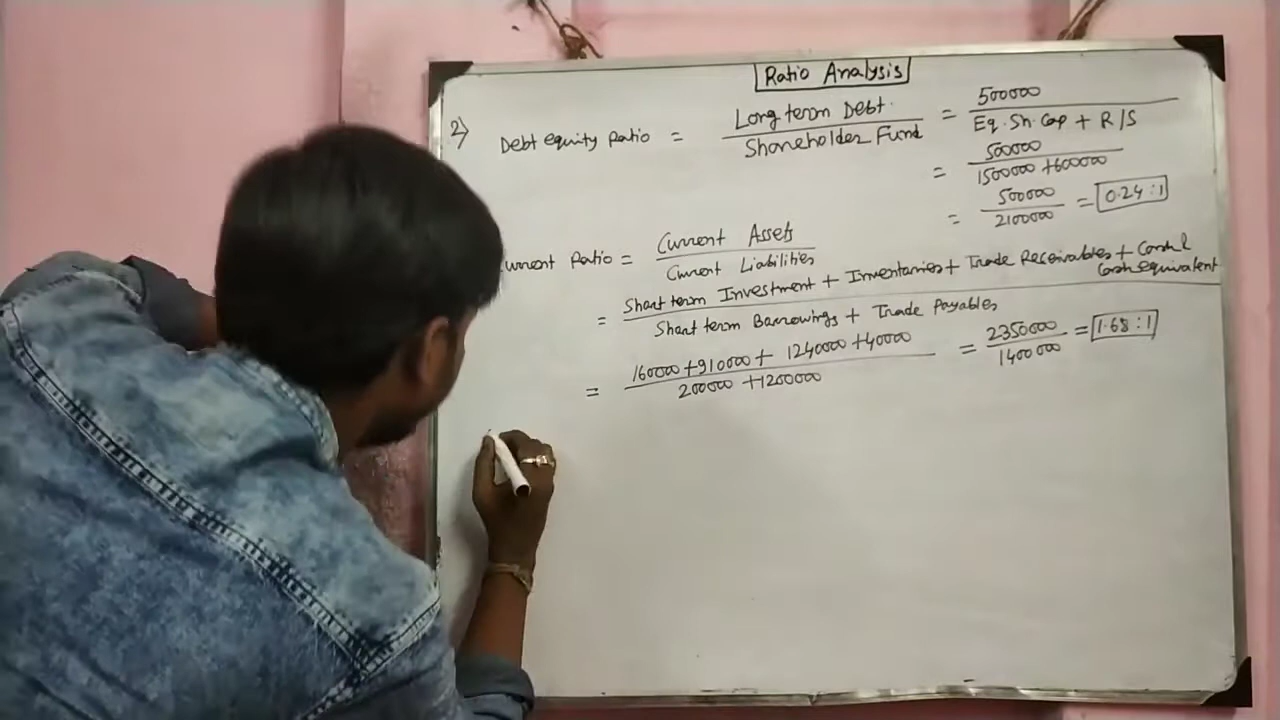 Ratio Analysis
2) Debt equity Ratio = Long term Debt / Shareholder Fund = 500000 / Eq. Sh. Cap + R/S
= 500000 / 1500000 + 600000
= 500000 / 2100000 = 0.24 : 1
urrent Ratio = Current Assets / Current Liabilities
= Short term Investment + Inventories + Trade Receivables + Cash & Cash equivalent / Short term Borrowings + Trade Payables
= 160000 + 910000 + 1240000 + 40000 / 200000 + 1200000 = 2350000 / 1400000 = 1.68 : 1